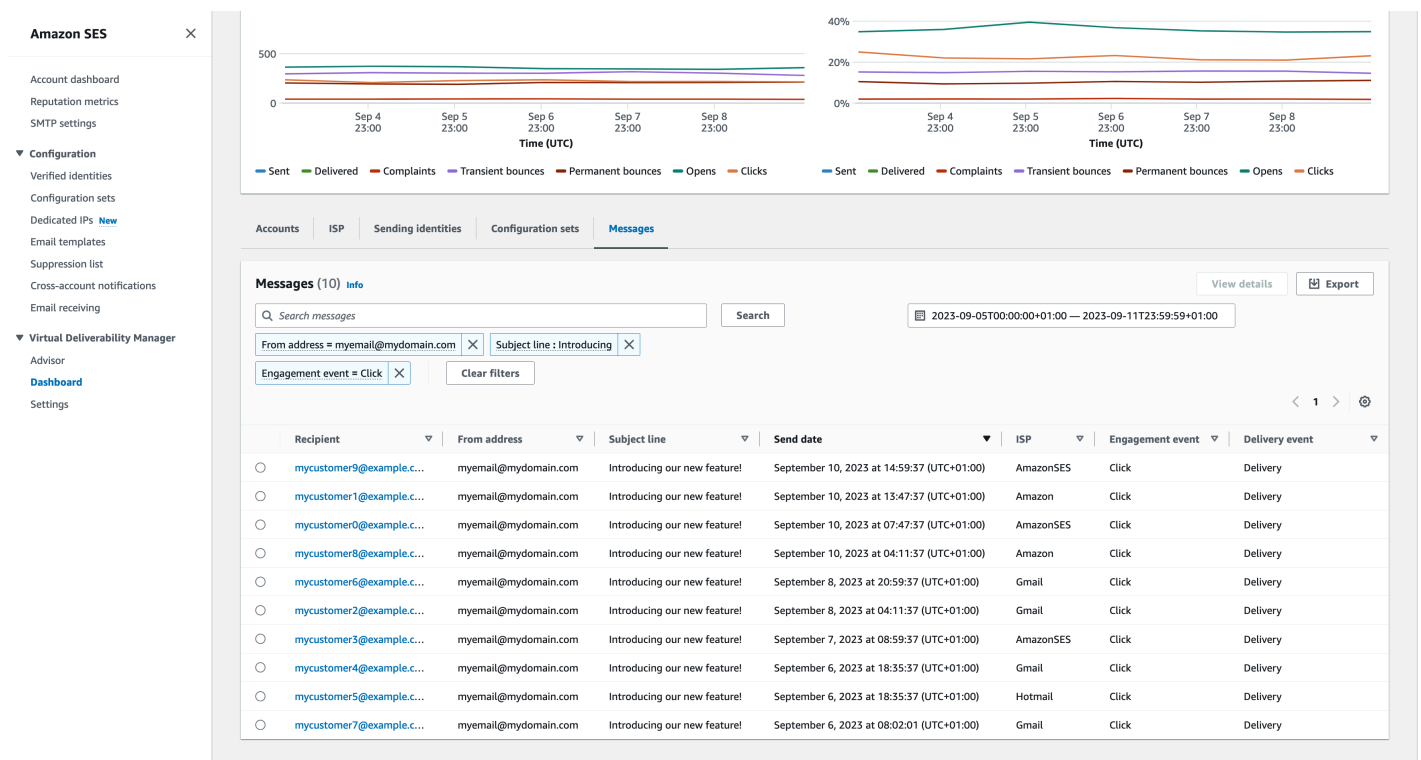 Amazon SES
Account dashboard
Reputation metrics
SMTP settings
Configuration
Verified identities
Configuration sets
Dedicated IPs New
Email templates
Suppression list
Cross-account notifications
Email receiving
Virtual Deliverability Manager
Advisor
Dashboard
Settings
500
0
Sep 4 23:00
Sep 5 23:00
Sep 6 23:00
Sep 7 23:00
Sep 8 23:00
Time (UTC)
Sent Delivered Complaints Transient bounces Permanent bounces Opens Clicks
40%
20%
0%
Sep 4 23:00
Sep 5 23:00
Sep 6 23:00
Sep 7 23:00
Sep 8 23:00
Time (UTC)
Sent Delivered Complaints Transient bounces Permanent bounces Opens Clicks
Accounts ISP Sending identities Configuration sets Messages
Messages (10) Info View details Export
Search messages Search 2023-09-05T00:00:00+01:00 — 2023-09-11T23:59:59+01:00
From address = myemail@mydomain.com Subject line : Introducing
Engagement event = Click Clear filters
1
Recipient From address Subject line Send date ISP Engagement event Delivery event
mycustomer9@example.c... myemail@mydomain.com Introducing our new feature! September 10, 2023 at 14:59:37 (UTC+01:00) AmazonSES Click Delivery
mycustomer1@example.c... myemail@mydomain.com Introducing our new feature! September 10, 2023 at 13:47:37 (UTC+01:00) Amazon Click Delivery
mycustomer0@example.c... myemail@mydomain.com Introducing our new feature! September 10, 2023 at 07:47:37 (UTC+01:00) AmazonSES Click Delivery
mycustomer8@example.c... myemail@mydomain.com Introducing our new feature! September 10, 2023 at 04:11:37 (UTC+01:00) Amazon Click Delivery
mycustomer6@example.c... myemail@mydomain.com Introducing our new feature! September 8, 2023 at 20:59:37 (UTC+01:00) Gmail Click Delivery
mycustomer2@example.c... myemail@mydomain.com Introducing our new feature! September 8, 2023 at 04:11:37 (UTC+01:00) Gmail Click Delivery
mycustomer3@example.c... myemail@mydomain.com Introducing our new feature! September 7, 2023 at 08:59:37 (UTC+01:00) AmazonSES Click Delivery
mycustomer4@example.c... myemail@mydomain.com Introducing our new feature! September 6, 2023 at 18:35:37 (UTC+01:00) Gmail Click Delivery
mycustomer5@example.c... myemail@mydomain.com Introducing our new feature! September 6, 2023 at 18:35:37 (UTC+01:00) Hotmail Click Delivery
mycustomer7@example.c... myemail@mydomain.com Introducing our new feature! September 6, 2023 at 08:02:01 (UTC+01:00) Gmail Click Delivery